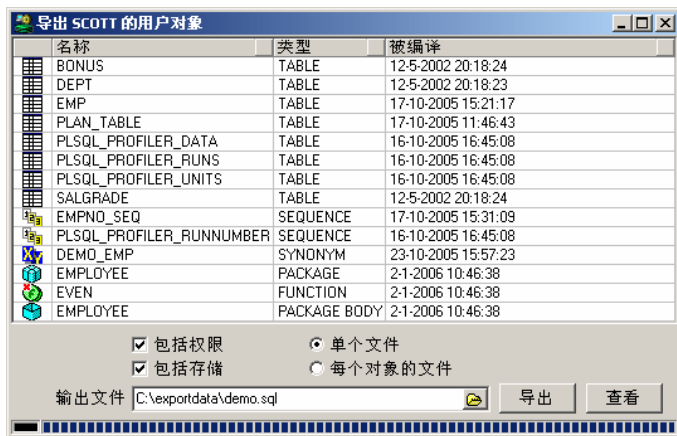 导出 SCOTT 的用户对象
名称 类型 被编译
BONUS TABLE 12-5-2002 20:18:24
DEPT TABLE 12-5-2002 20:18:23
EMP TABLE 17-10-2005 15:21:17
PLAN_TABLE TABLE 17-10-2005 11:46:43
PLSQL_PROFILER_DATA TABLE 16-10-2005 16:45:08
PLSQL_PROFILER_RUNS TABLE 16-10-2005 16:45:08
PLSQL_PROFILER_UNITS TABLE 16-10-2005 16:45:08
SALGRADE TABLE 12-5-2002 20:18:24
EMPNO_SEQ SEQUENCE 17-10-2005 15:31:09
PLSQL_PROFILER_RUNNUMBER SEQUENCE 16-10-2005 16:45:08
DEMO_EMP SYNONYM 23-10-2005 15:57:23
EMPLOYEE PACKAGE 2-1-2006 10:46:38
EVEN FUNCTION 2-1-2006 10:46:38
EMPLOYEE PACKAGE BODY 2-1-2006 10:46:38
包括权限 单个文件
包括存储 每个对象的文件
输出文件 C:\exportdata\demo.sql 导出 查看